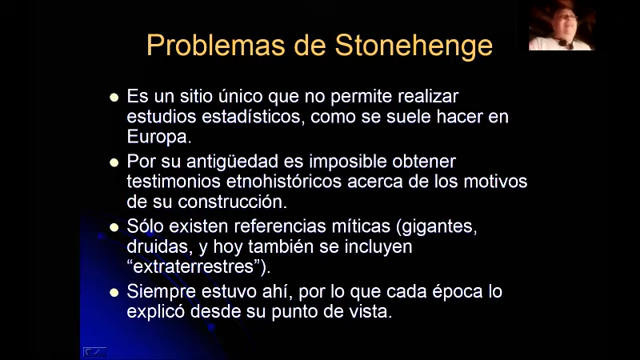 Problemas de Stonehenge
Es un sitio único que no permite realizar
estudios estadísticos, como se suele hacer en
Europa.
Por su antigüedad es imposible obtener
testimonios etnohistóricos acerca de los motivos
de su construcción.
Sólo existen referencias míticas (gigantes,
druidas, y hoy también se incluyen
“extraterrestres”).
Siempre estuvo ahí, por lo que cada época lo
explicó desde su punto de vista.